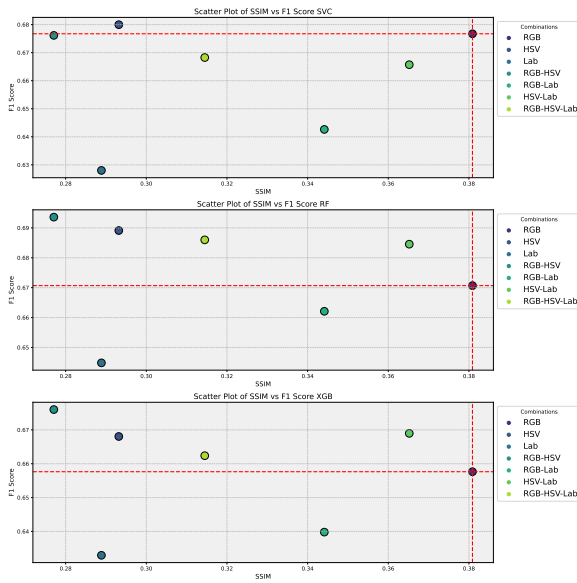 Scatter Plot of SSIM vs F1 Score SVC
F1 Score
0.68
0.67
0.66
0.65
0.64
0.63
0.28
0.30
0.32
0.34
0.36
0.38
SSIM
Combinations
RGB
HSV
Lab
RGB-HSV
RGB-Lab
HSV-Lab
RGB-HSV-Lab
Scatter Plot of SSIM vs F1 Score RF
F1 Score
0.69
0.68
0.67
0.66
0.65
0.28
0.30
0.32
0.34
0.36
0.38
SSIM
Combinations
RGB
HSV
Lab
RGB-HSV
RGB-Lab
HSV-Lab
RGB-HSV-Lab
Scatter Plot of SSIM vs F1 Score XGB
F1 Score
0.67
0.66
0.65
0.64
0.28
0.30
0.32
0.34
0.36
0.38
SSIM
Combinations
RGB
HSV
Lab
RGB-HSV
RGB-Lab
HSV-Lab
RGB-HSV-Lab